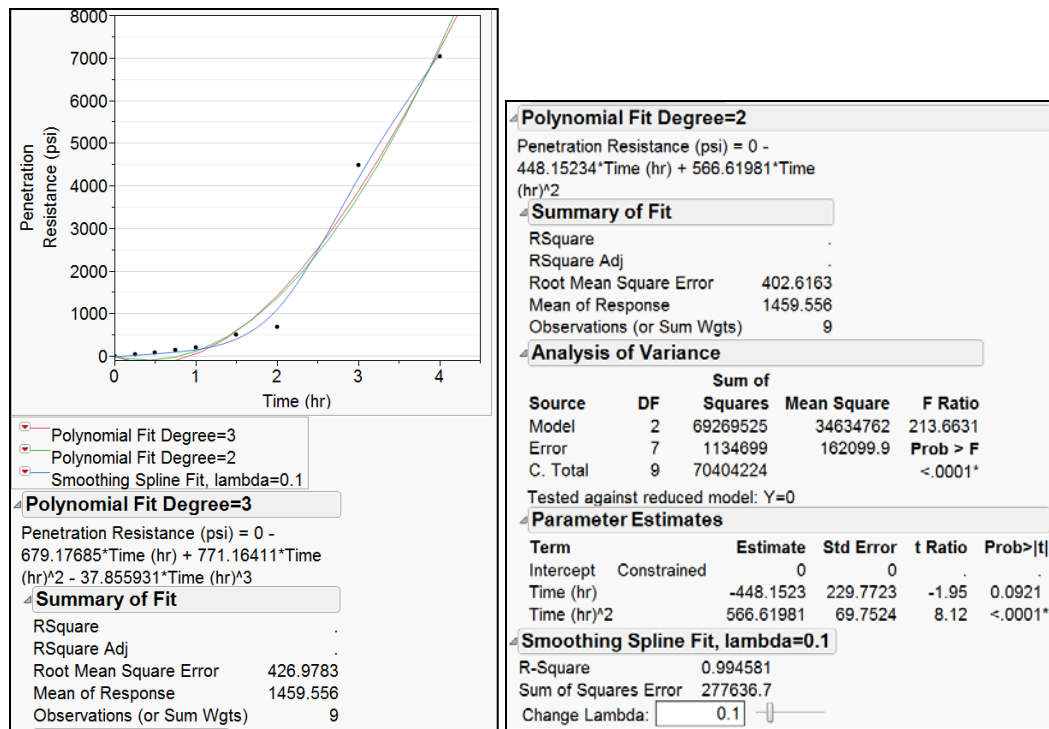 8000
7000
6000
5000
4000
3000
2000
1000
0
Penetration
Resistance (psi)
0 1 2 3 4
Time (hr)
Polynomial Fit Degree=3
Polynomial Fit Degree=2
Smoothing Spline Fit, lambda=0.1
Polynomial Fit Degree=3
Penetration Resistance (psi) = 0 -
679.17685*Time (hr) + 771.16411*Time
(hr)^2 - 37.855931*Time (hr)^3
Summary of Fit
RSquare .
RSquare Adj .
Root Mean Square Error 426.9783
Mean of Response 1459.556
Observations (or Sum Wgts) 9
Polynomial Fit Degree=2
Penetration Resistance (psi) = 0 -
448.15234*Time (hr) + 566.61981*Time
(hr)^2
Summary of Fit
RSquare .
RSquare Adj .
Root Mean Square Error 402.6163
Mean of Response 1459.556
Observations (or Sum Wgts) 9
Analysis of Variance
Sum of
Source DF Squares Mean Square F Ratio
Model 2 69269525 34634762 213.6631
Error 7 1134699 162099.9 Prob > F
C. Total 9 70404224 <.0001*
Tested against reduced model: Y=0
Parameter Estimates
Term Estimate Std Error t Ratio Prob>|t|
Intercept Constrained 0 0 . .
Time (hr) -448.1523 229.7723 -1.95 0.0921
Time (hr)^2 566.61981 69.7524 8.12 <.0001*
Smoothing Spline Fit, lambda=0.1
R-Square 0.994581
Sum of Squares Error 277636.7
Change Lambda: 0.1